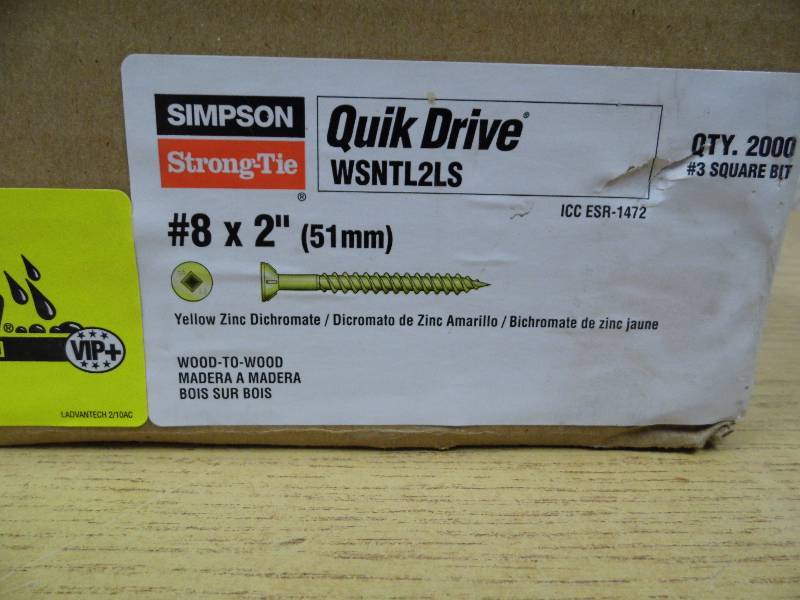 SIMPSON
Strong-Tie
®
Quik Drive®
WSNTL2LS
QTY. 2000
#3 SQUARE BIT
ICC ESR-1472
#8 x 2" (51mm)
Yellow Zinc Dichromate / Dicromato de Zinc Amarillo / Bichromate de zinc jaune
WOOD-TO-WOOD
MADERA A MADERA
BOIS SUR BOIS
®
VIP+
LADVANTECH 2/10AC